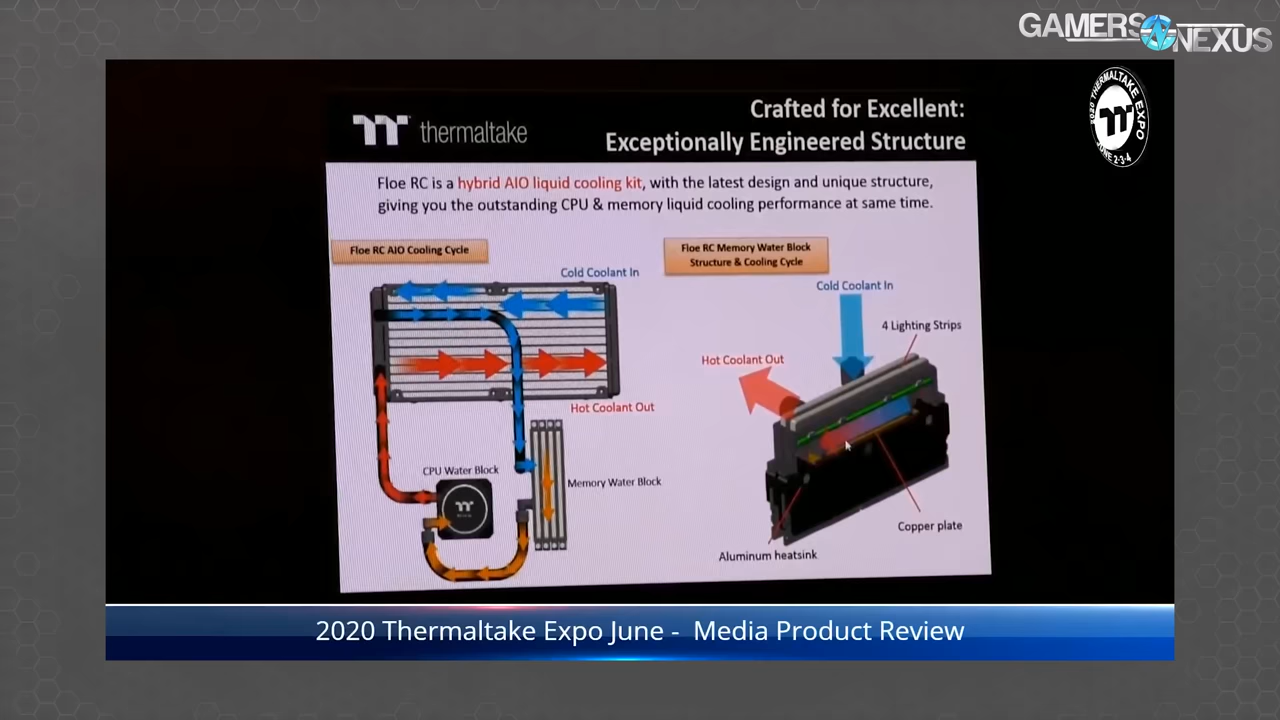 GAMERS NEXUS
2020 THERMALTAKE EXPO
JUNE 2-3-4
thermaltake
Crafted for Excellent:
Exceptionally Engineered Structure
Floe RC is a hybrid AIO liquid cooling kit, with the latest design and unique structure,
giving you the outstanding CPU & memory liquid cooling performance at same time.
Floe RC AIO Cooling Cycle
Cold Coolant In
Hot Coolant Out
CPU Water Block
Memory Water Block
Floe RC Memory Water Block
Structure & Cooling Cycle
Cold Coolant In
4 Lighting Strips
Hot Coolant Out
Copper plate
Aluminum heatsink
2020 Thermaltake Expo June - Media Product Review